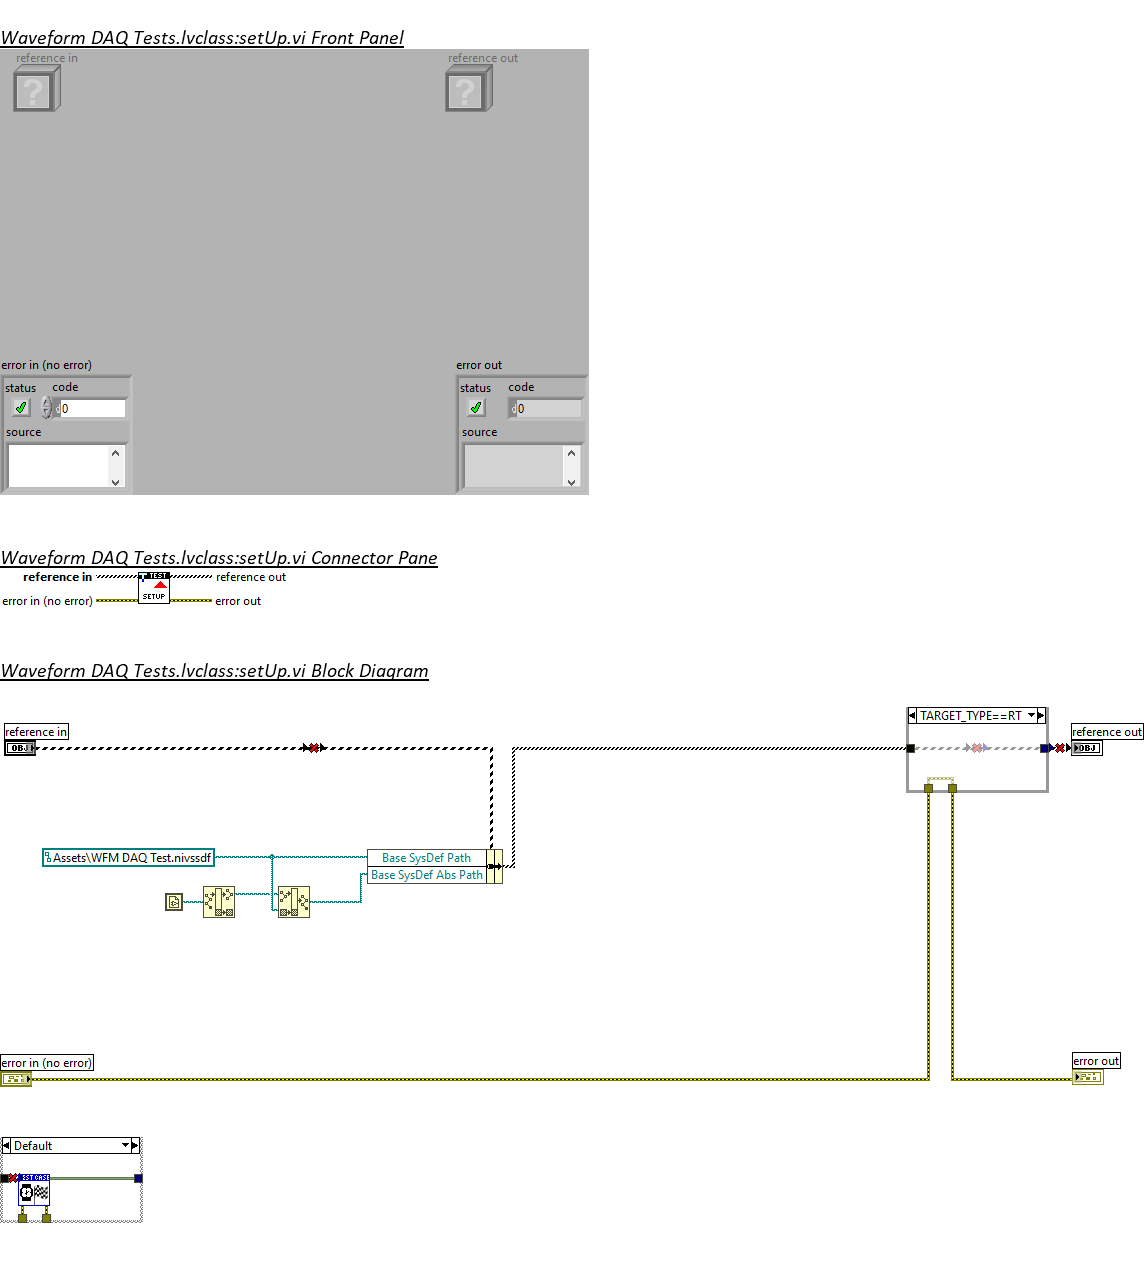 Waveform DAQ Tests.lvclass:setUp.vi Front Panel
reference in
reference out
error in (no error)
status
code
d
0
source
error out
status
code
d
0
source
Waveform DAQ Tests.lvclass:setUp.vi Connector Pane
reference in
TEST
SETUP
reference out
error in (no error)
error out
Waveform DAQ Tests.lvclass:setUp.vi Block Diagram
reference in
OBJ
TARGET_TYPE==RT
reference out
OBJ
Assets\WFM DAQ Test.nivssdf
Base SysDef Path
Base SysDef Abs Path
error in (no error)
error out
Default